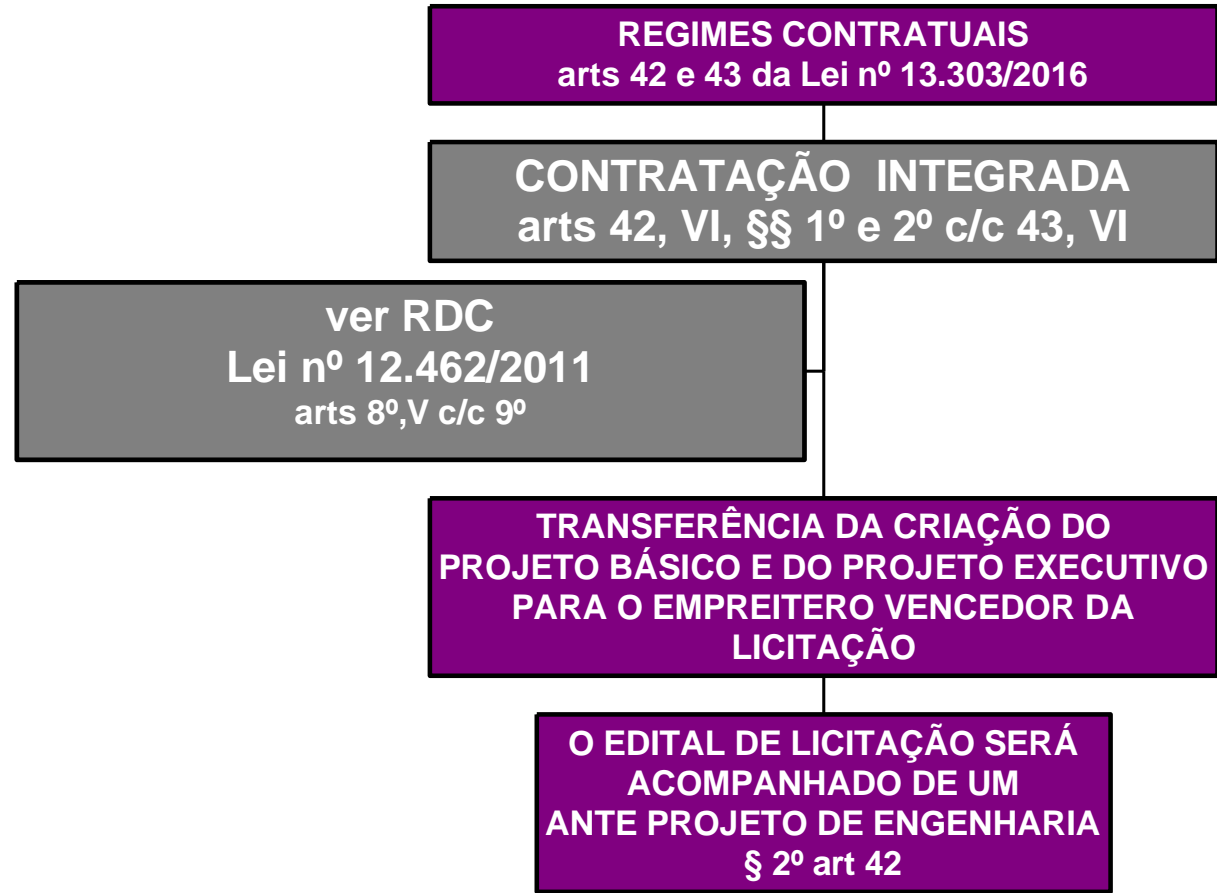 REGIMES CONTRATUAIS
arts 42 e 43 da Lei nº 13.303/2016
CONTRATAÇÃO INTEGRADA
arts 42, VI, §§ 1º e 2º c/c 43, VI
ver RDC
Lei nº 12.462/2011
arts 8º,V c/c 9º
TRANSFERÊNCIA DA CRIAÇÃO DO
PROJETO BÁSICO E DO PROJETO EXECUTIVO
PARA O EMPREITERO VENCEDOR DA
LICITAÇÃO
O EDITAL DE LICITAÇÃO SERÁ
ACOMPANHADO DE UM
ANTE PROJETO DE ENGENHARIA
§ 2º art 42